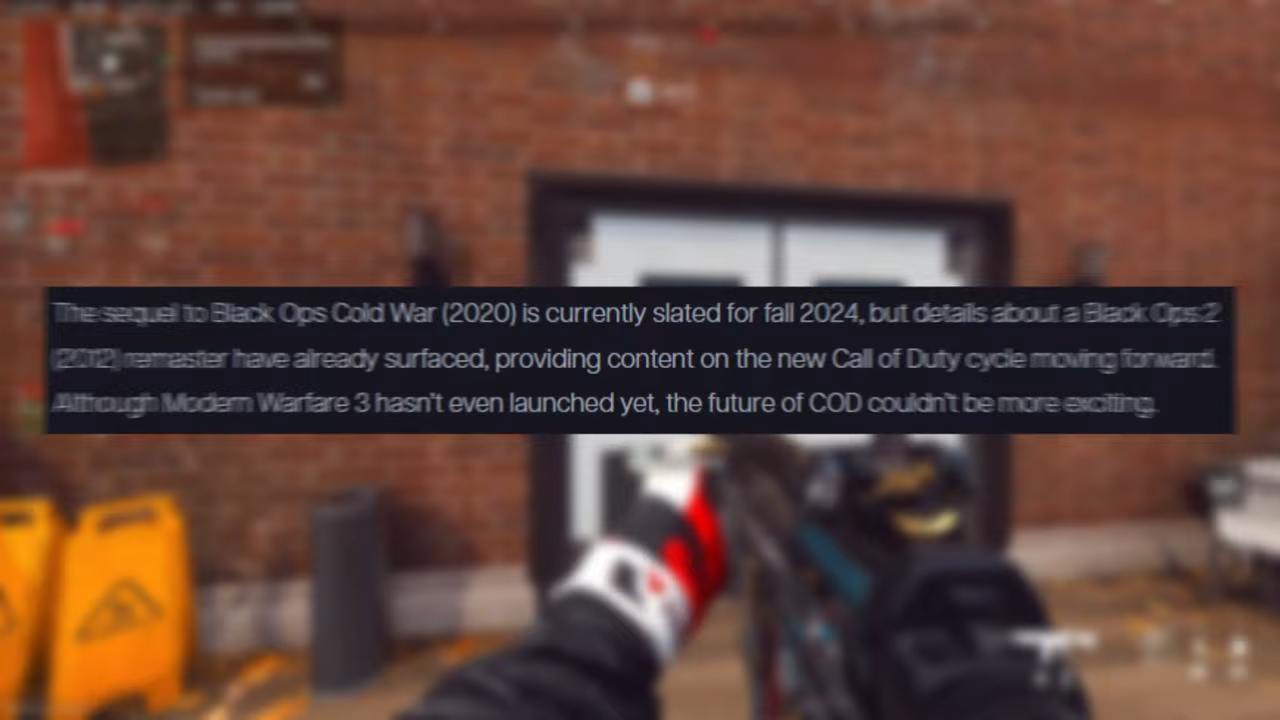 The sequel to Black Ops Cold War (2020) is currently slated for fall 2024, but details about a Black Ops 2
(2012) remaster have already surfaced, providing content on the new Call of Duty cycle moving forward.
Although Modern Warfare 3 hasn't even launched yet, the future of COD couldn't be more exciting.